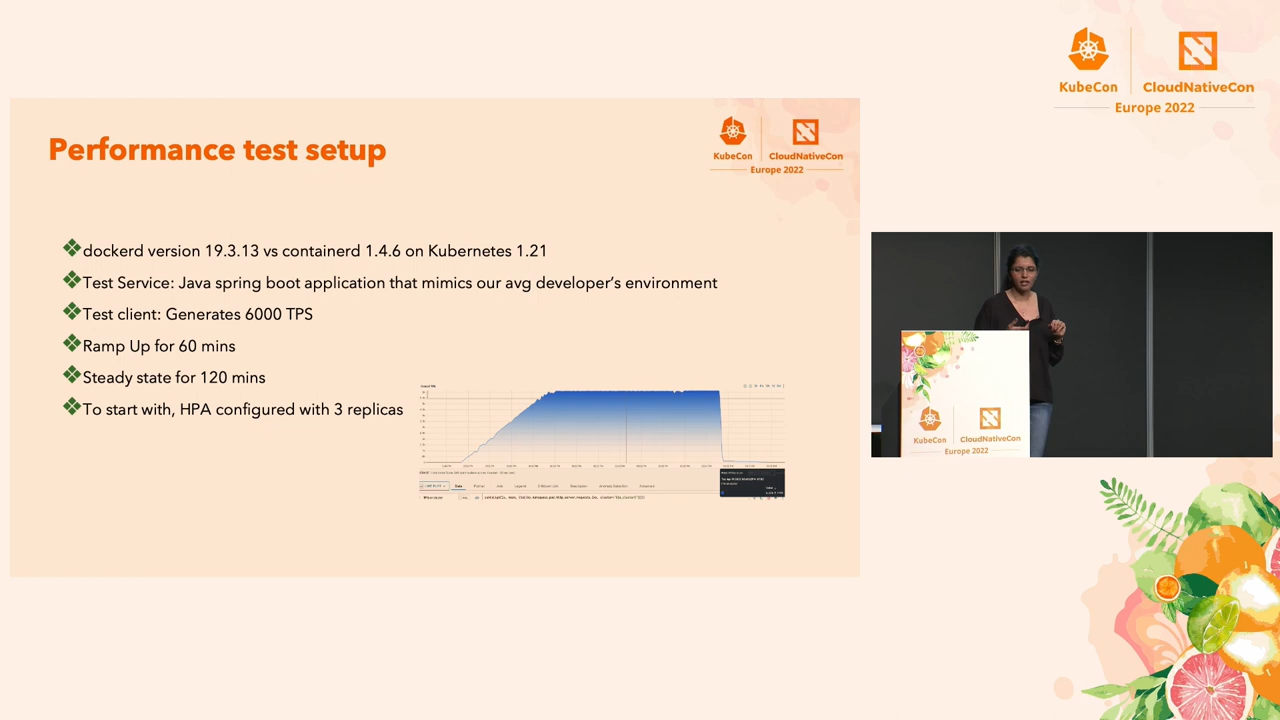 KubeCon
CloudNativeCon
Europe 2022
Performance test setup
KubeCon
CloudNativeCon
Europe 2022
dockerd version 19.3.13 vs containerd 1.4.6 on Kubernetes 1.21
Test Service: Java spring boot application that mimics our avg developer's environment
Test client: Generates 6000 TPS
Ramp Up for 60 mins
Steady state for 120 mins
To start with, HPA configured with 3 replicas
KubeCon
CloudNativeCon
Europe 2022